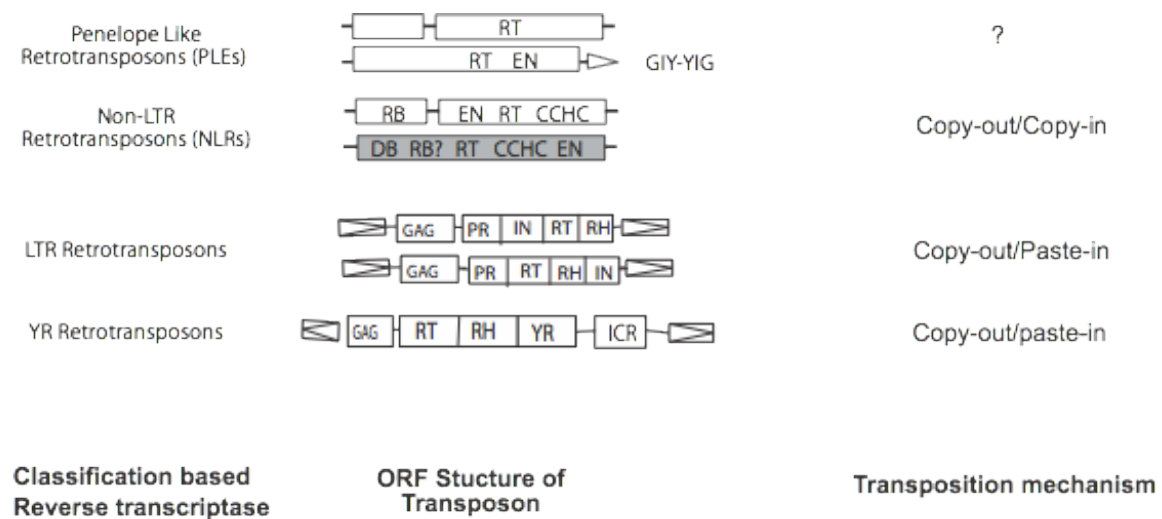 Penelope Like
Retrotransposons (PLEs)
RT
RT EN
GIY-YIG
?
Non-LTR
Retrotransposons (NLRs)
RB EN RT CCHC
DB RB? RT CCHC EN
Copy-out/Copy-in
LTR Retrotransposons
GAG PR IN RT RH
GAG PR RT RH IN
Copy-out/Paste-in
YR Retrotransposons
GAG RT RH YR ICR
Copy-out/paste-in
Classification based
Reverse transcriptase
ORF Stucture of
Transposon
Transposition mechanism